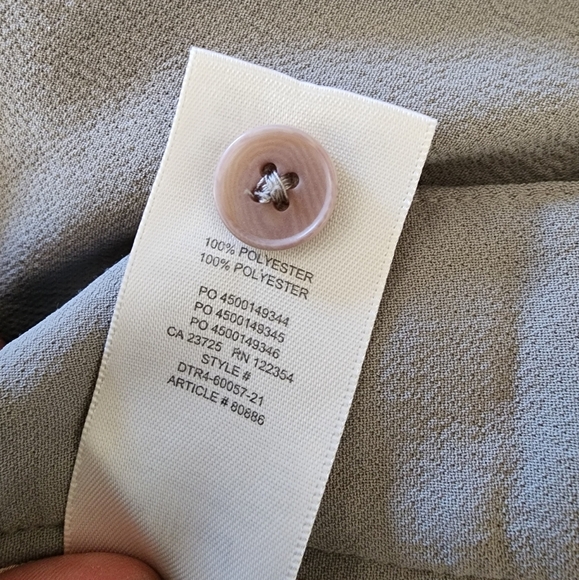 100% POLYESTER
100% POLYESTER
PO 4500149344
PO 4500149345
PO 4500149346
CA 23725 RN 122354
STYLE #
DTR4-60057-21
ARTICLE # 80886